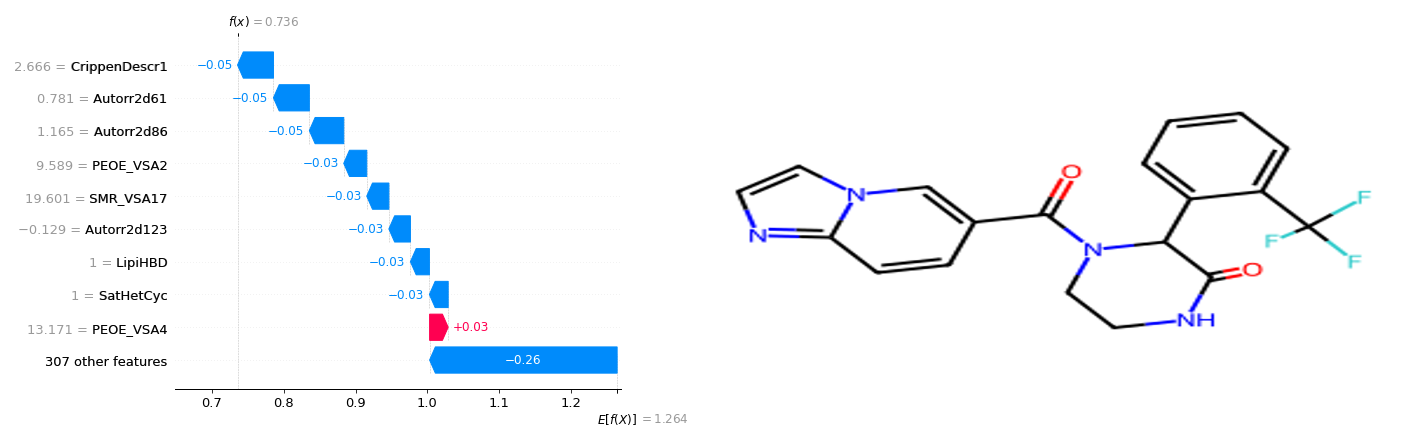 f(x) = 0.736
2.666 = CrippenDescr1 −0.05
0.781 = Autorr2d61 −0.05
1.165 = Autorr2d86 −0.05
9.589 = PEOE_VSA2 −0.03
19.601 = SMR_VSA17 −0.03
−0.129 = Autorr2d123 −0.03
1 = LipiHBD −0.03
1 = SatHetCyc −0.03
13.171 = PEOE_VSA4 +0.03
307 other features −0.26
0.7 0.8 0.9 1.0 1.1 1.2
E[f(X)] = 1.264
O
N
F
N
F
N
O
F
NH